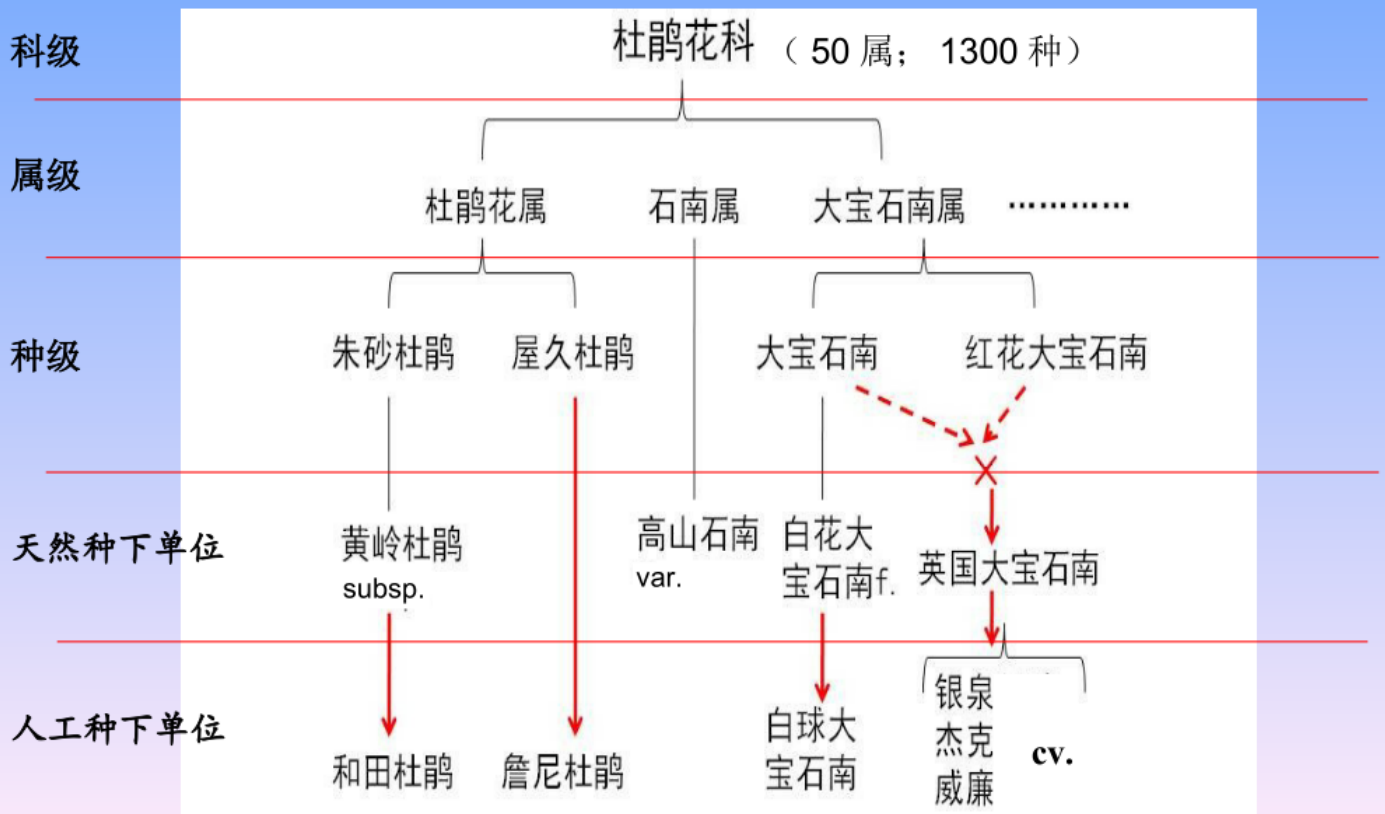 科级
杜鹃花科 （ 50 属； 1300 种）
属级
杜鹃花属 石南属 大宝石南属 …………
种级
朱砂杜鹃 屋久杜鹃 大宝石南 红花大宝石南
天然种下单位
黄岭杜鹃
subsp.
高山石南
var.
白花大
宝石南f.
英国大宝石南
人工种下单位
和田杜鹃 詹尼杜鹃
白球大
宝石南
银泉
杰克
威廉
cv.